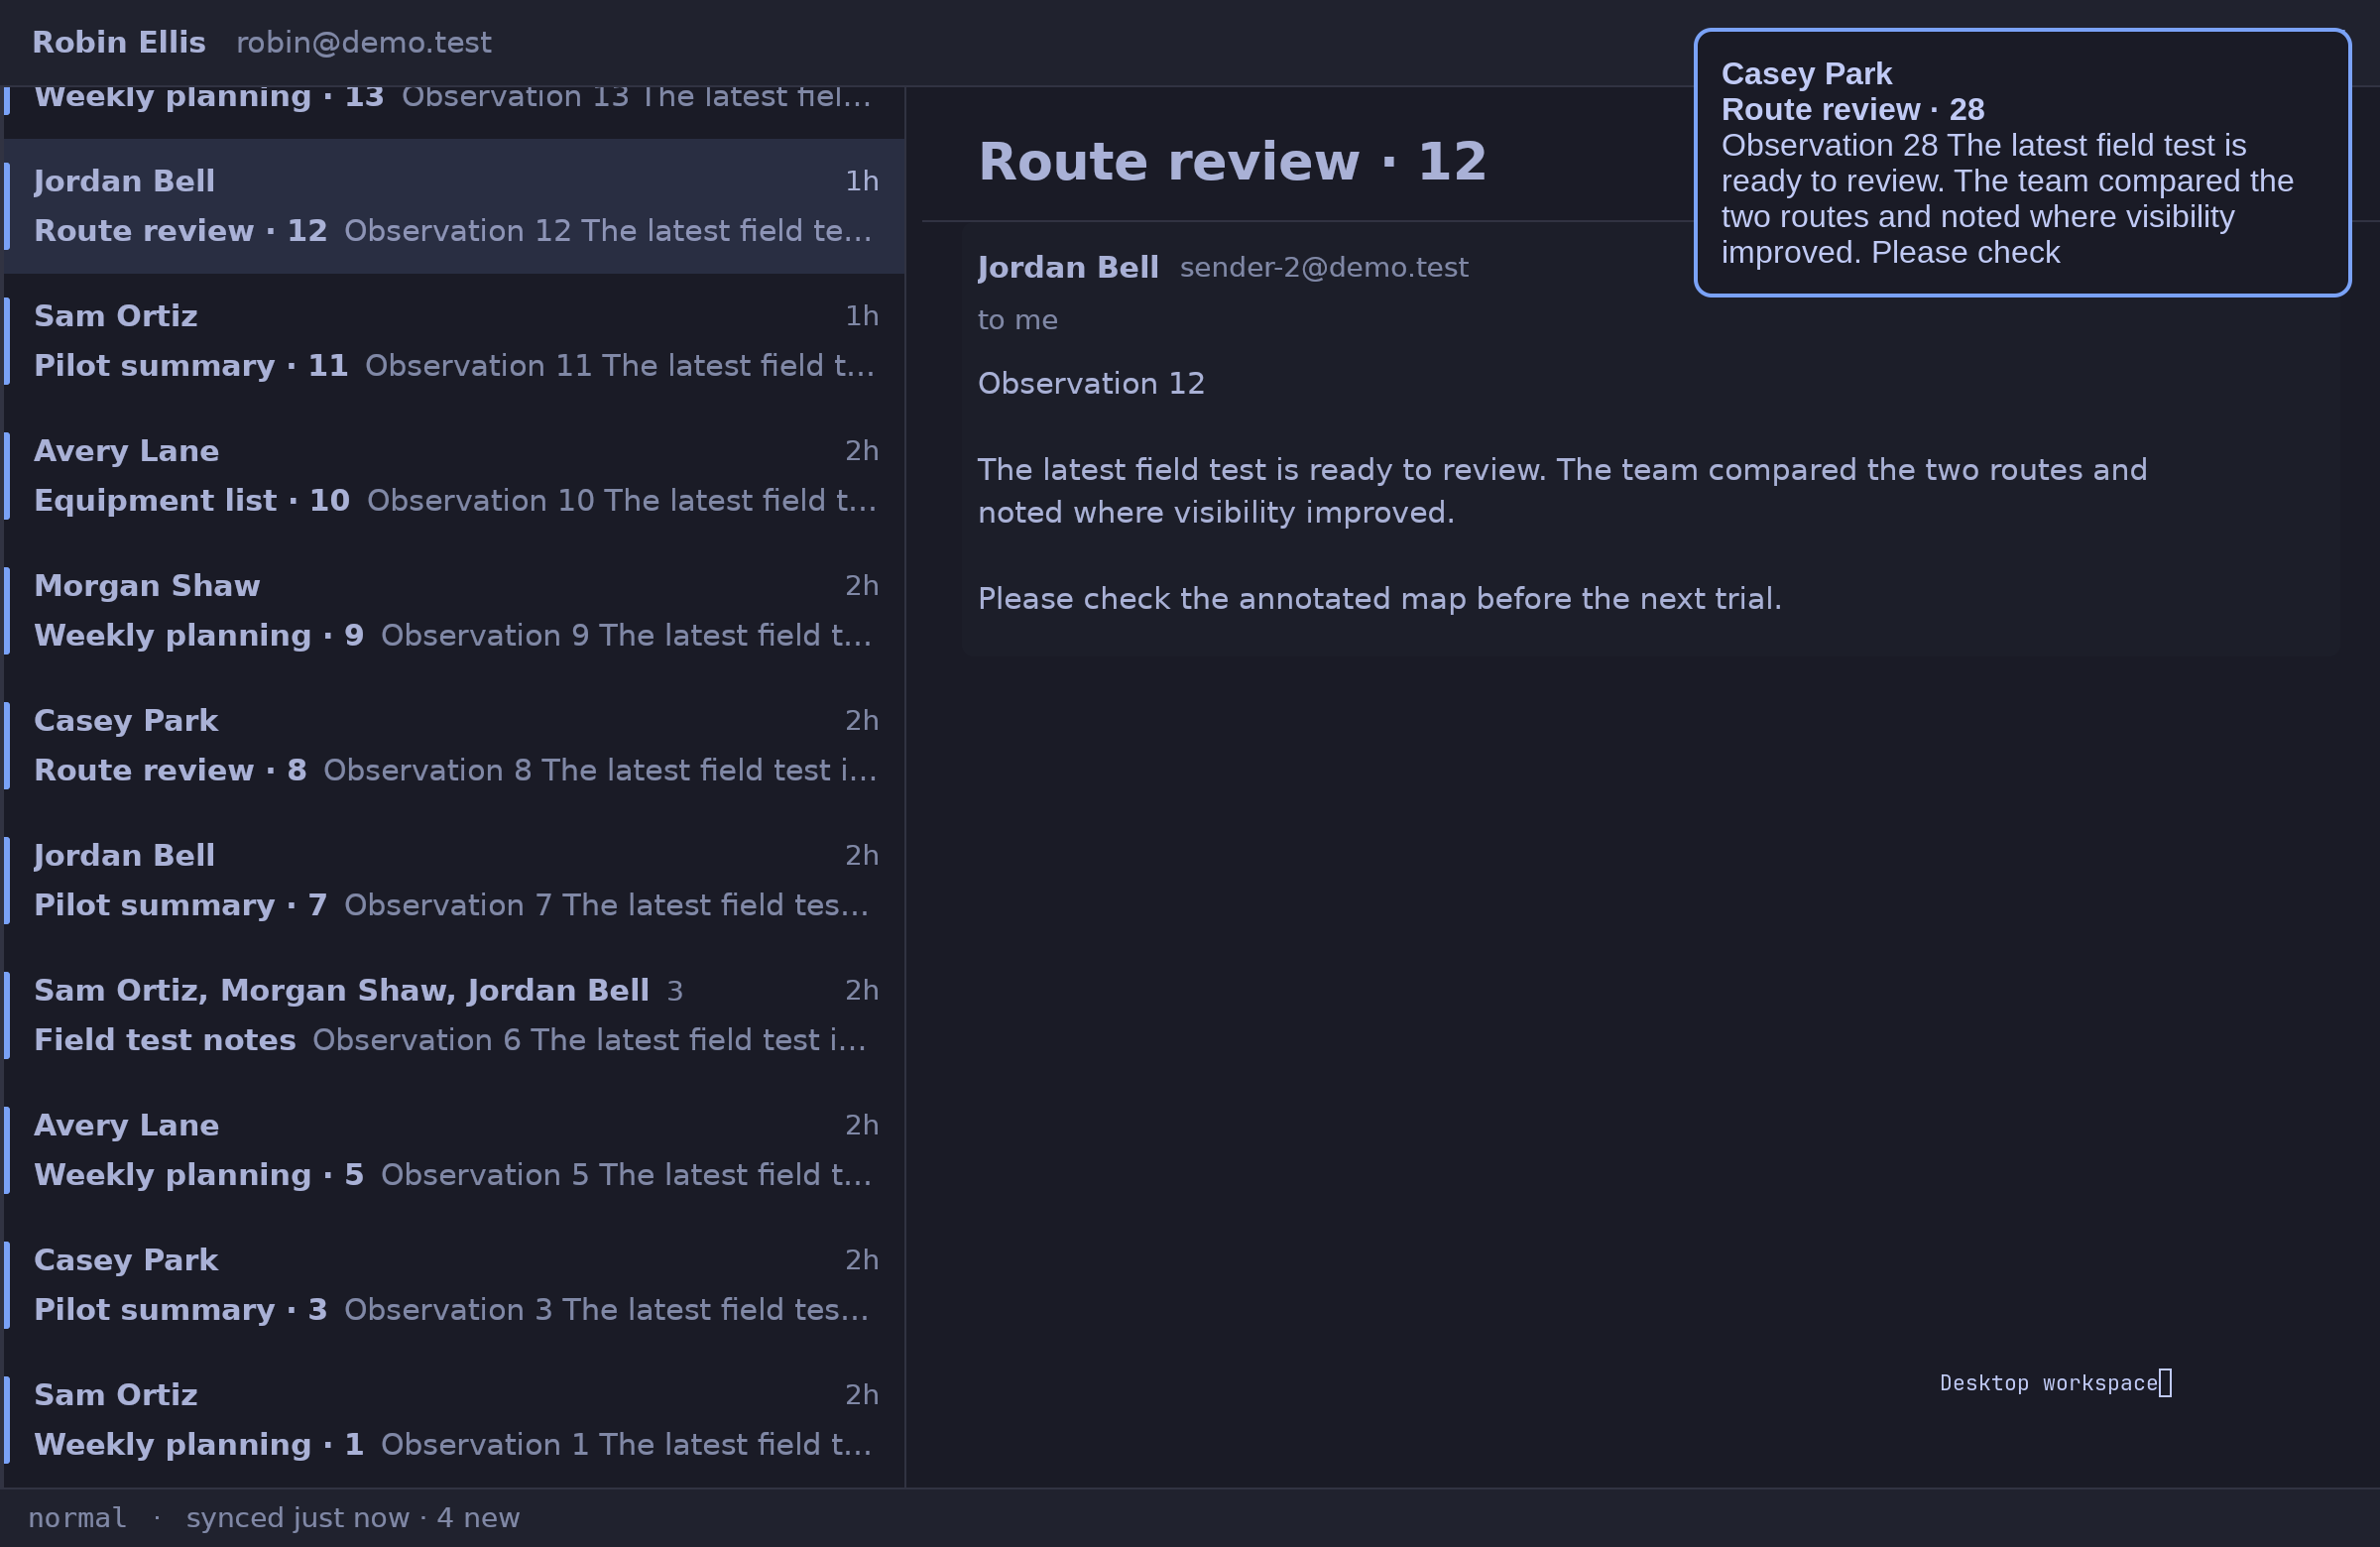 Robin Ellis robin@demo.test
Weekly planning · 13 Observation 13 The latest fiel...
Jordan Bell 1h
Route review · 12 Observation 12 The latest field te...
Sam Ortiz 1h
Pilot summary · 11 Observation 11 The latest field t...
Avery Lane 2h
Equipment list · 10 Observation 10 The latest field t...
Morgan Shaw 2h
Weekly planning · 9 Observation 9 The latest field t...
Casey Park 2h
Route review · 8 Observation 8 The latest field test i...
Jordan Bell 2h
Pilot summary · 7 Observation 7 The latest field tes...
Sam Ortiz, Morgan Shaw, Jordan Bell 3 2h
Field test notes Observation 6 The latest field test i...
Avery Lane 2h
Weekly planning · 5 Observation 5 The latest field t...
Casey Park 2h
Pilot summary · 3 Observation 3 The latest field tes...
Sam Ortiz 2h
Weekly planning · 1 Observation 1 The latest field t...
Route review · 12
Jordan Bell sender-2@demo.test
to me
Observation 12
The latest field test is ready to review. The team compared the two routes and
noted where visibility improved.
Please check the annotated map before the next trial.
Casey Park
Route review · 28
Observation 28 The latest field test is
ready to review. The team compared the
two routes and noted where visibility
improved. Please check
Desktop workspace
normal · synced just now · 4 new